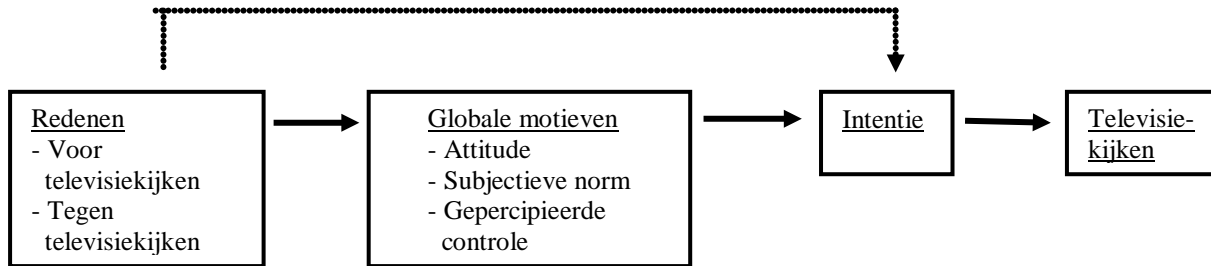 Redenen
- Voor
televisiekijken
- Tegen
televisiekijken
Globale motieven
- Attitude
- Subjectieve norm
- Gepercipieerde
controle
Intentie
Televisie-
kijken